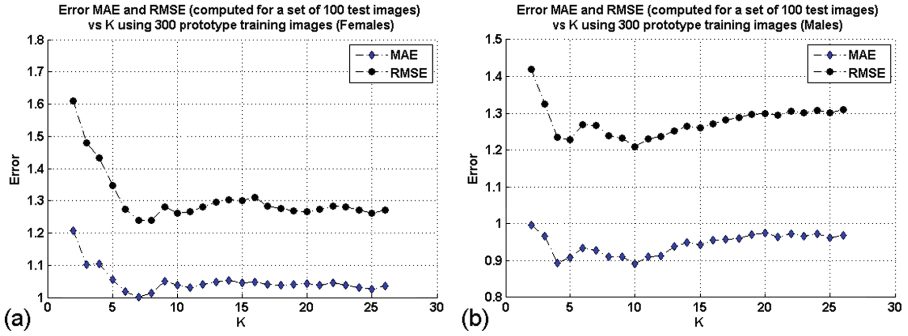 Error MAE and RMSE (computed for a set of 100 test images)
vs K using 300 prototype training images (Females)
MAE
RMSE
1.8
1.7
1.6
1.5
1.4
1.3
1.2
1.1
1
Error
0
5
10
15
20
25
30
K
(a)
Error MAE and RMSE (computed for a set of 100 test images)
vs K using 300 prototype training images (Males)
MAE
RMSE
1.5
1.4
1.3
1.2
1.1
1
0.9
0.8
Error
0
5
10
15
20
25
30
K
(b)